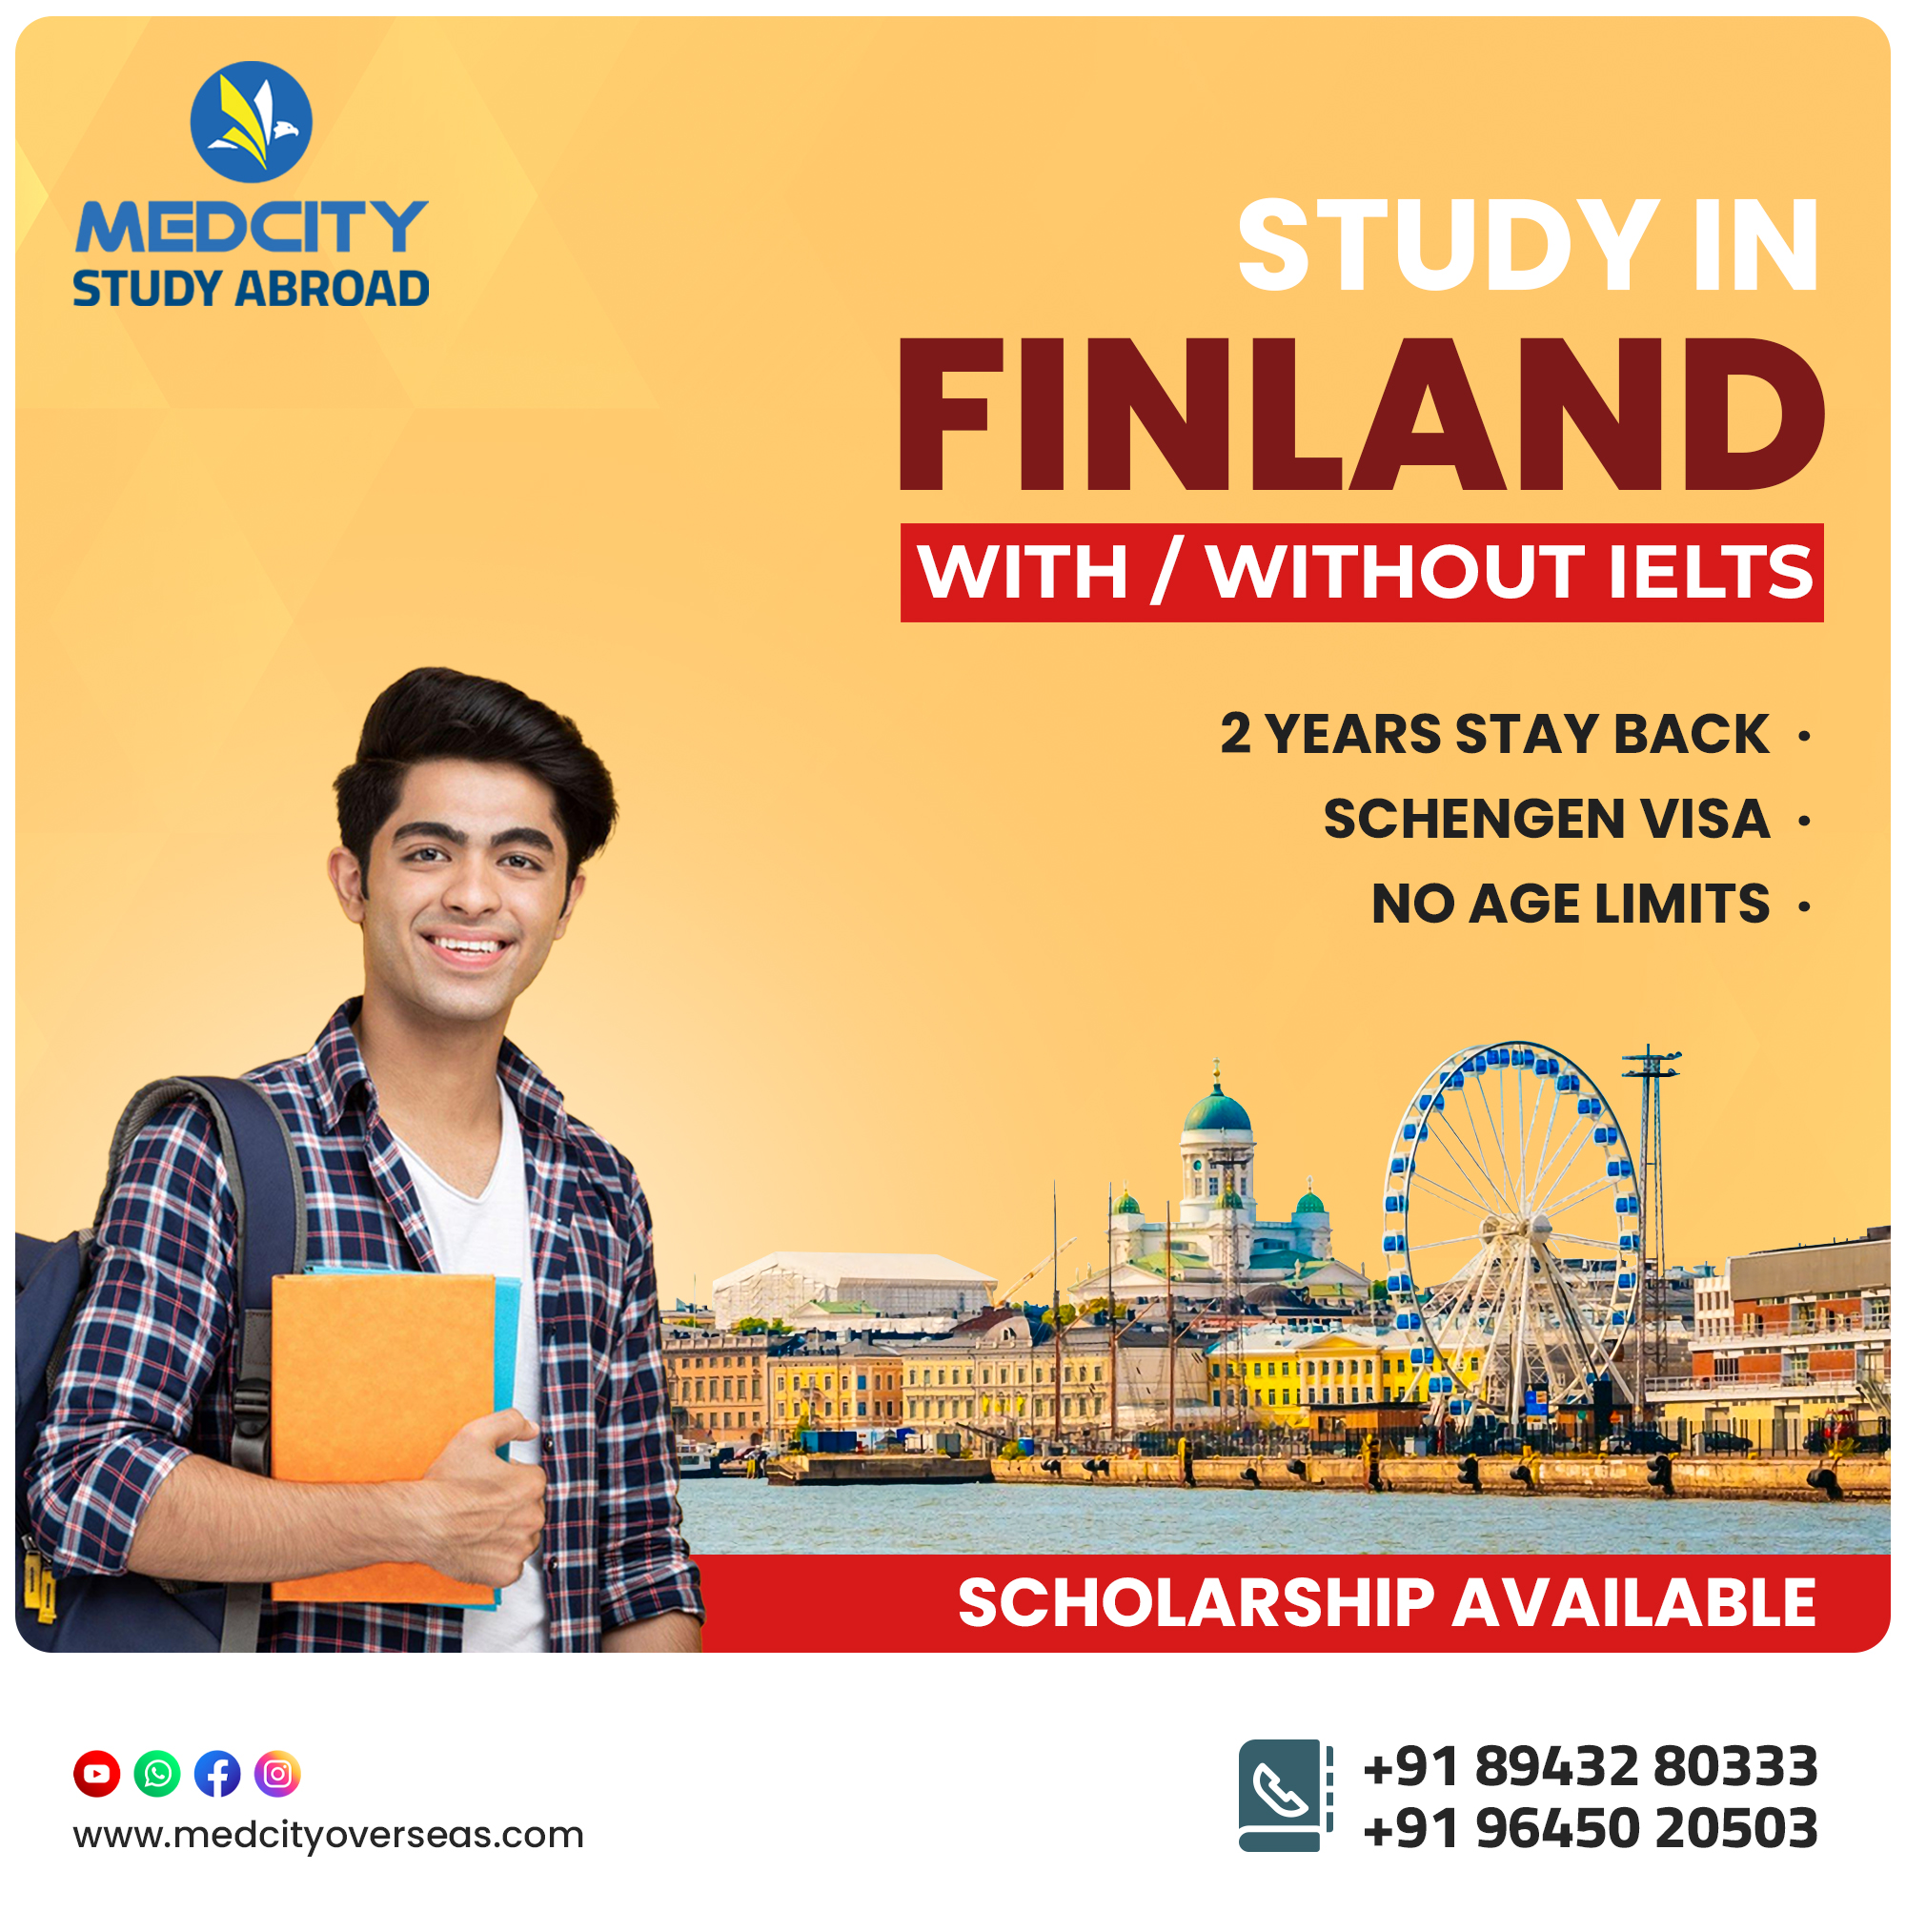 MEDCITY
STUDY ABROAD
STUDY IN
FINLAND
WITH / WITHOUT IELTS
2 YEARS STAY BACK •
SCHENGEN VISA •
NO AGE LIMITS •
SCHOLARSHIP AVAILABLE
www.medcityoverseas.com
+91 89432 80333
+91 96450 20503